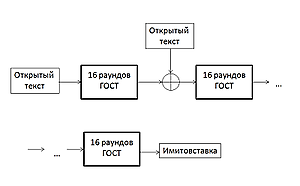 Открытый
текст
Открытый
текст
16 раундов
ГОСТ
16 раундов
ГОСТ
...
...
16 раундов
ГОСТ
Имитовставка